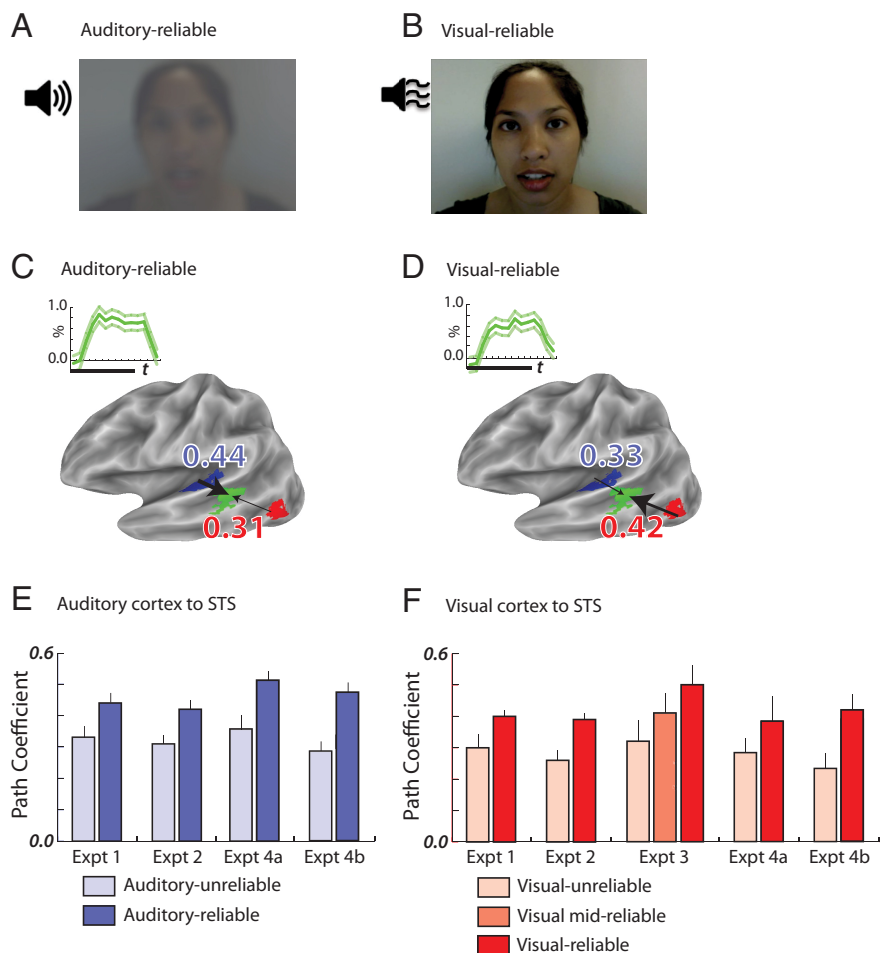 A Auditory-reliable
B Visual-reliable
C Auditory-reliable
1.0
%
0.0
t
0.44
0.31
D Visual-reliable
1.0
%
0.0
t
0.33
0.42
E Auditory cortex to STS
0.6
Path Coefficient
0.0
Expt 1 Expt 2 Expt 4a Expt 4b
Auditory-unreliable
Auditory-reliable
F Visual cortex to STS
0.6
Path Coefficient
0.0
Expt 1 Expt 2 Expt 3 Expt 4a Expt 4b
Visual-unreliable
Visual mid-reliable
Visual-reliable